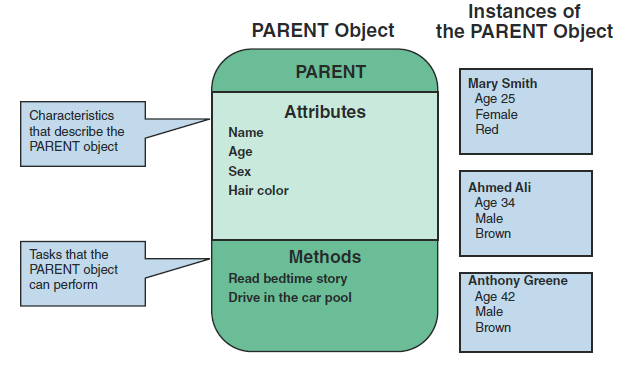 PARENT Object
Instances of
the PARENT Object
PARENT
Attributes
Name
Age
Sex
Hair color
Methods
Read bedtime story
Drive in the car pool
Characteristics
that describe the
PARENT object
Tasks that the
PARENT object
can perform
Mary Smith
Age 25
Female
Red
Ahmed Ali
Age 34
Male
Brown
Anthony Greene
Age 42
Male
Brown